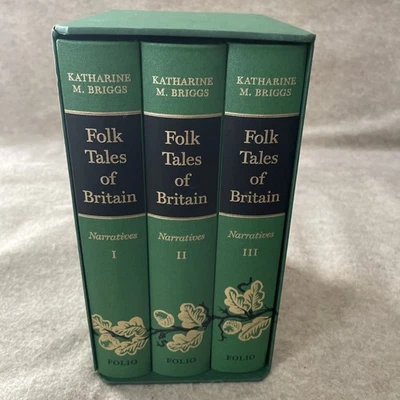 KATHARINE
M. BRIGGS
Folk
Tales
of
Britain
Narratives
I
FOLIO
KATHARINE
M. BRIGGS
Folk
Tales
of
Britain
Narratives
II
FOLIO
KATHARINE
M. BRIGGS
Folk
Tales
of
Britain
Narratives
III
FOLIO